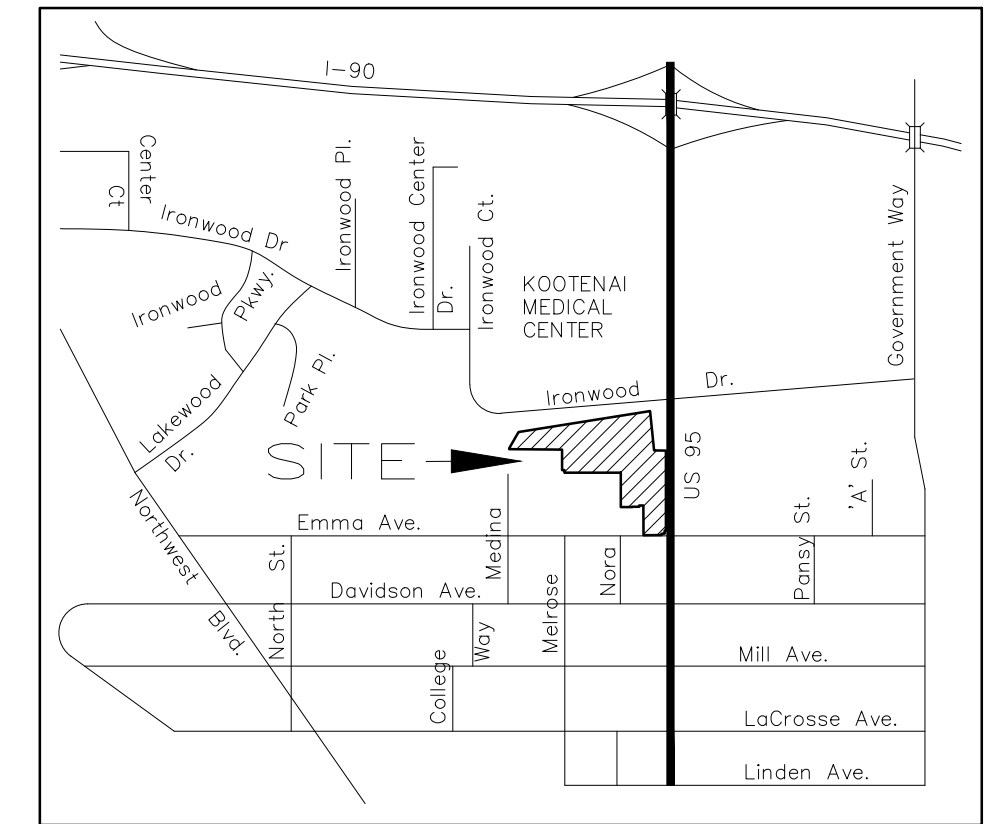 I-90
Center
Ct
Ironwood Dr
Ironwood Pl.
Ironwood Center
Dr.
Ironwood Ct.
KOOTENAI
MEDICAL
CENTER
Government Way
Ironwood
Pkwy.
Park Pl.
Lakewood
Dr.
Ironwood Dr.
SITE
US 95
'A' St.
Pansy St.
Northwest
Blvd.
Emma Ave.
North St.
Medina
Davidson Ave.
Melrose
Nora
College
Way
Mill Ave.
LaCrosse Ave.
Linden Ave.